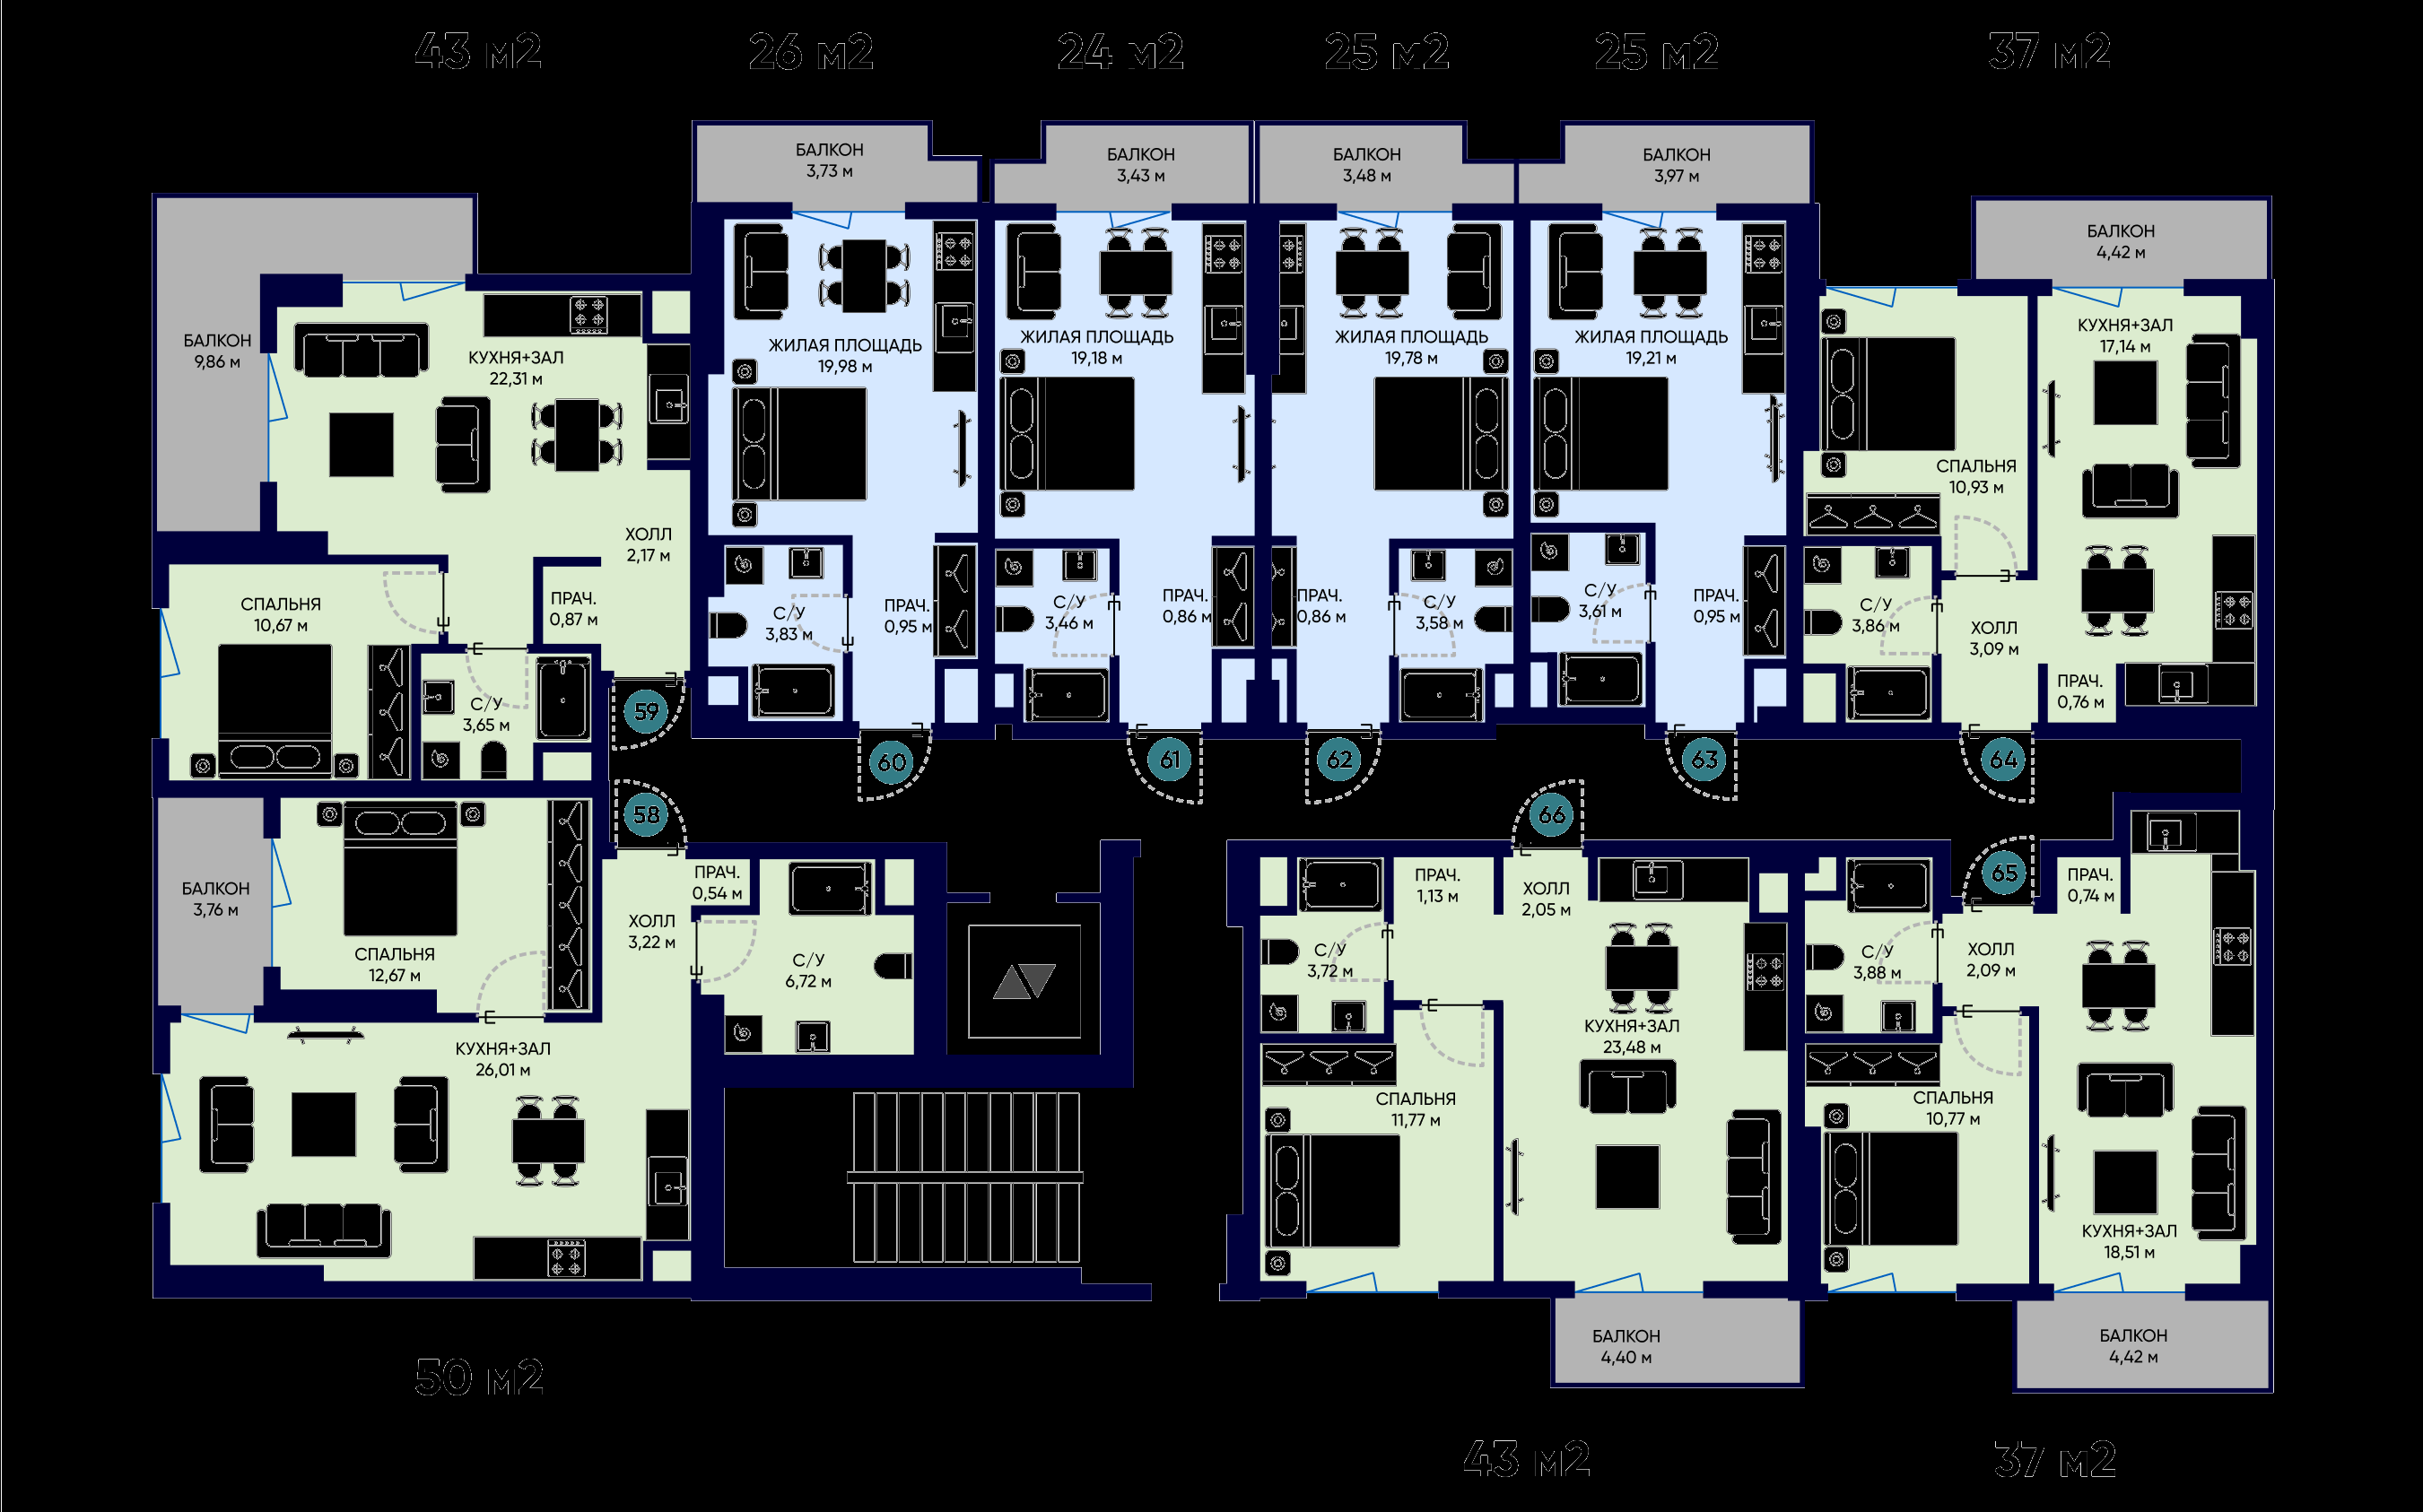 43 м2
26 м2
24 м2
25 м2
25 м2
37 м2
БАЛКОН
3,73 м
БАЛКОН
3,43 м
БАЛКОН
3,48 м
БАЛКОН
3,97 м
БАЛКОН
4,42 м
БАЛКОН
9,86 м
КУХНЯ+ЗАЛ
22,31 м
ЖИЛАЯ ПЛОЩАДЬ
19,98 м
ЖИЛАЯ ПЛОЩАДЬ
19,18 м
ЖИЛАЯ ПЛОЩАДЬ
19,78 м
ЖИЛАЯ ПЛОЩАДЬ
19,21 м
КУХНЯ+ЗАЛ
17,14 м
СПАЛЬНЯ
10,93 м
ХОЛЛ
2,17 м
СПАЛЬНЯ
10,67 м
ПРАЧ.
0,87 м
С/У
3,83 м
ПРАЧ.
0,95 м
С/У
3,46 м
ПРАЧ.
0,86 м
ПРАЧ.
0,86 м
С/У
3,58 м
С/У
3,61 м
ПРАЧ.
0,95 м
С/У
3,86 м
ХОЛЛ
3,09 м
ПРАЧ.
0,76 м
С/У
3,65 м
59
60
61
62
63
64
58
66
65
БАЛКОН
3,76 м
СПАЛЬНЯ
12,67 м
ПРАЧ.
0,54 м
ХОЛЛ
3,22 м
С/У
6,72 м
ПРАЧ.
1,13 м
ХОЛЛ
2,05 м
ПРАЧ.
0,74 м
С/У
3,72 м
С/У
3,88 м
ХОЛЛ
2,09 м
КУХНЯ+ЗАЛ
26,01 м
КУХНЯ+ЗАЛ
23,48 м
СПАЛЬНЯ
11,77 м
СПАЛЬНЯ
10,77 м
КУХНЯ+ЗАЛ
18,51 м
БАЛКОН
4,40 м
БАЛКОН
4,42 м
50 м2
43 м2
37 м2